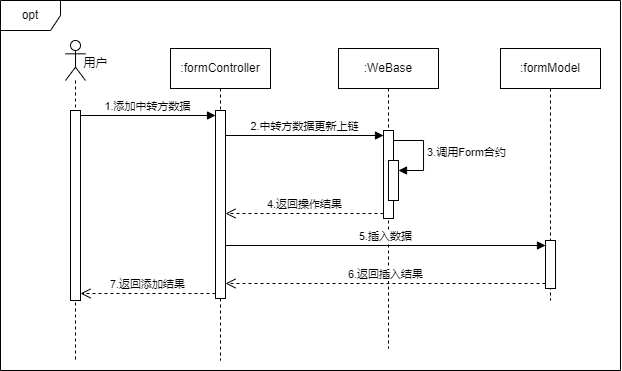 opt
用户
:formController
:WeBase
:formModel
1.添加中转方数据
2.中转方数据更新上链
3.调用Form合约
4.返回操作结果
5.插入数据
6.返回插入结果
7.返回添加结果